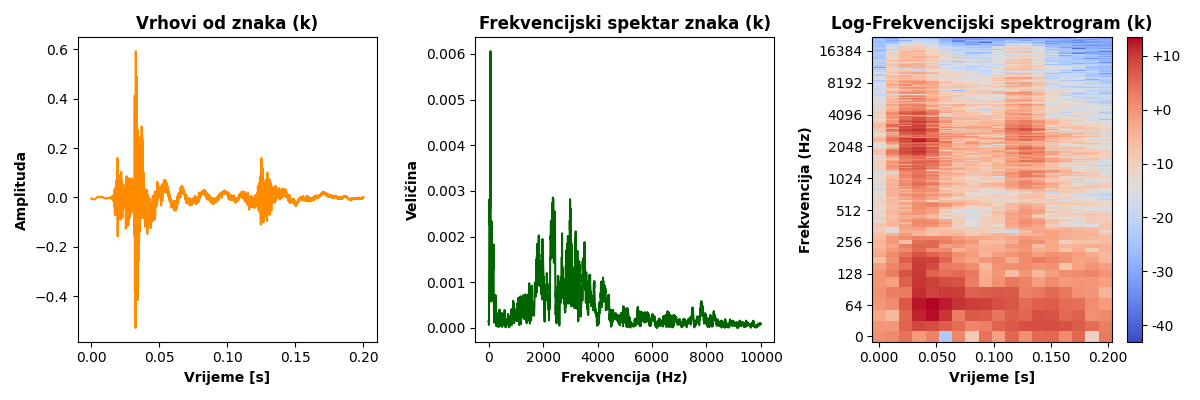 Vrhovi od znaka (k)
0.6
0.4
0.2
0.0
−0.2
−0.4
Amplituda
0.00 0.05 0.10 0.15 0.20
Vrijeme [s]
Frekvencijski spektar znaka (k)
0.006
0.005
0.004
0.003
0.002
0.001
0.000
Veličina
0 2000 4000 6000 8000 10000
Frekvencija (Hz)
Log-Frekvencijski spektrogram (k)
16384
8192
4096
2048
1024
512
256
128
64
0
Frekvencija (Hz)
0.000 0.050 0.100 0.150 0.200
Vrijeme [s]
+10
+0
-10
-20
-30
-40